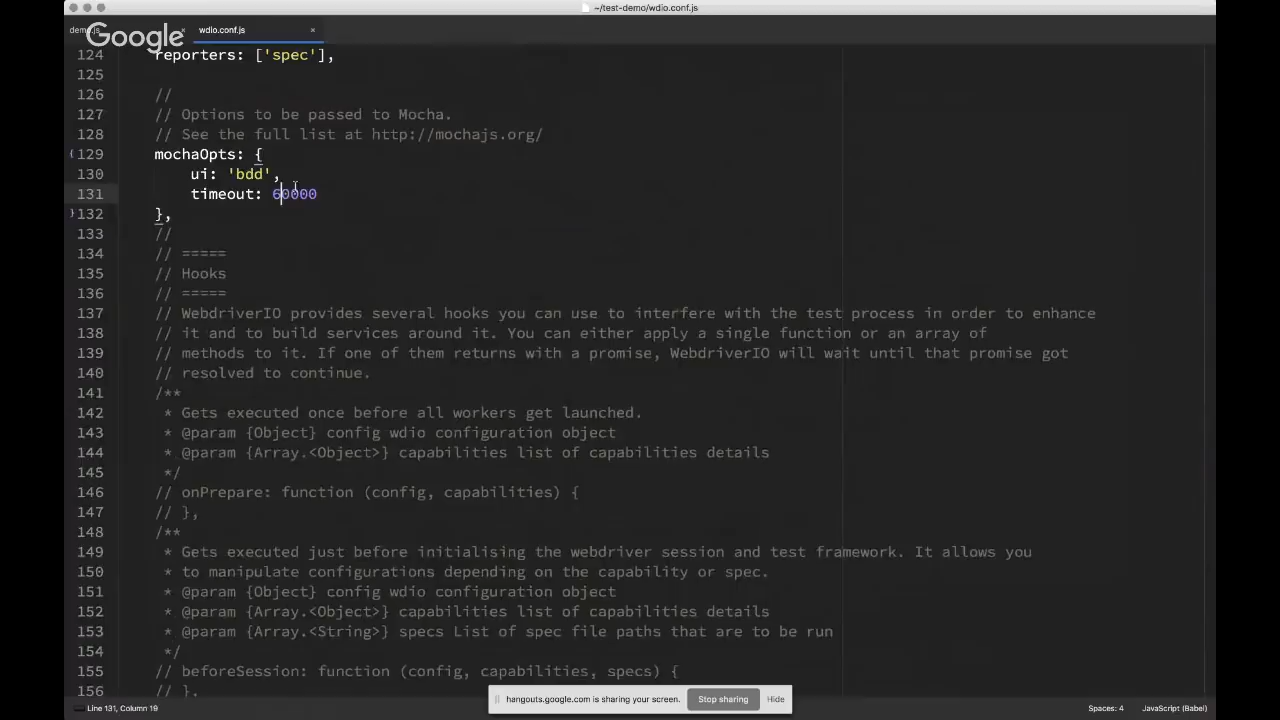 ~/test-demo/wdio.conf.js
demo.js
Google
wdio.conf.js ×
124 reporters: ['spec'],
125
126 //
127 // Options to be passed to Mocha.
128 // See the full list at http://mochajs.org/
129 mochaOpts: {
130 ui: 'bdd',
131 timeout: 60000
132 },
133 //
134 // =====
135 // Hooks
136 // =====
137 // WebdriverIO provides several hooks you can use to interfere with the test process in order to enhance
138 // it and to build services around it. You can either apply a single function or an array of
139 // methods to it. If one of them returns with a promise, WebdriverIO will wait until that promise got
140 // resolved to continue.
141 /**
142 * Gets executed once before all workers get launched.
143 * @param {Object} config wdio configuration object
144 * @param {Array.<Object>} capabilities list of capabilities details
145 */
146 // onPrepare: function (config, capabilities) {
147 // },
148 /**
149 * Gets executed just before initialising the webdriver session and test framework. It allows you
150 * to manipulate configurations depending on the capability or spec.
151 * @param {Object} config wdio configuration object
152 * @param {Array.<Object>} capabilities list of capabilities details
153 * @param {Array.<String>} specs List of spec file paths that are to be run
154 */
155 // beforeSession: function (config, capabilities, specs) {
156 // },
hangouts.google.com is sharing your screen. Stop sharing Hide
Line 131, Column 19 Spaces: 4 JavaScript (Babel)